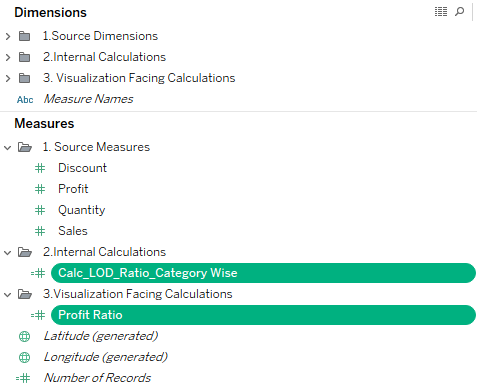 Dimensions
1.Source Dimensions
2.Internal Calculations
3. Visualization Facing Calculations
Abc Measure Names
Measures
1. Source Measures
# Discount
# Profit
# Quantity
# Sales
2.Internal Calculations
=# Calc_LOD_Ratio_Category Wise
3.Visualization Facing Calculations
=# Profit Ratio
Latitude (generated)
Longitude (generated)
=# Number of Records